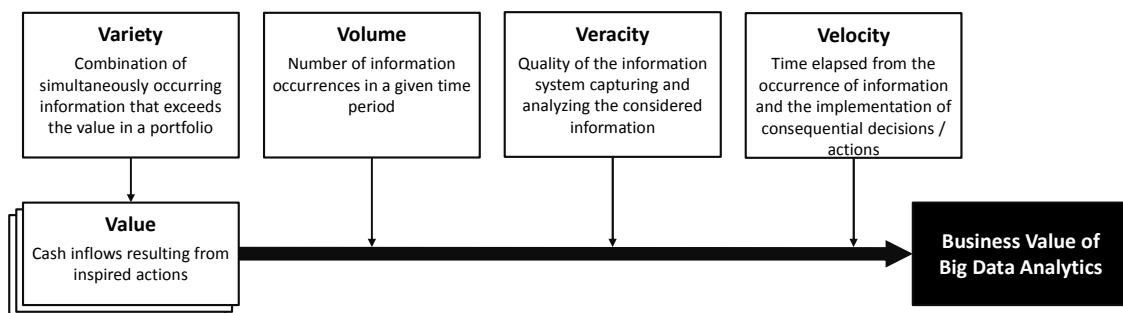 Variety
Combination of
simultaneously occurring
information that exceeds
the value in a portfolio
Volume
Number of information
occurrences in a given time
period
Veracity
Quality of the information
system capturing and
analyzing the considered
information
Velocity
Time elapsed from the
occurrence of information
and the implementation of
consequential decisions /
actions
Value
Cash inflows resulting from
inspired actions
Business Value of
Big Data Analytics